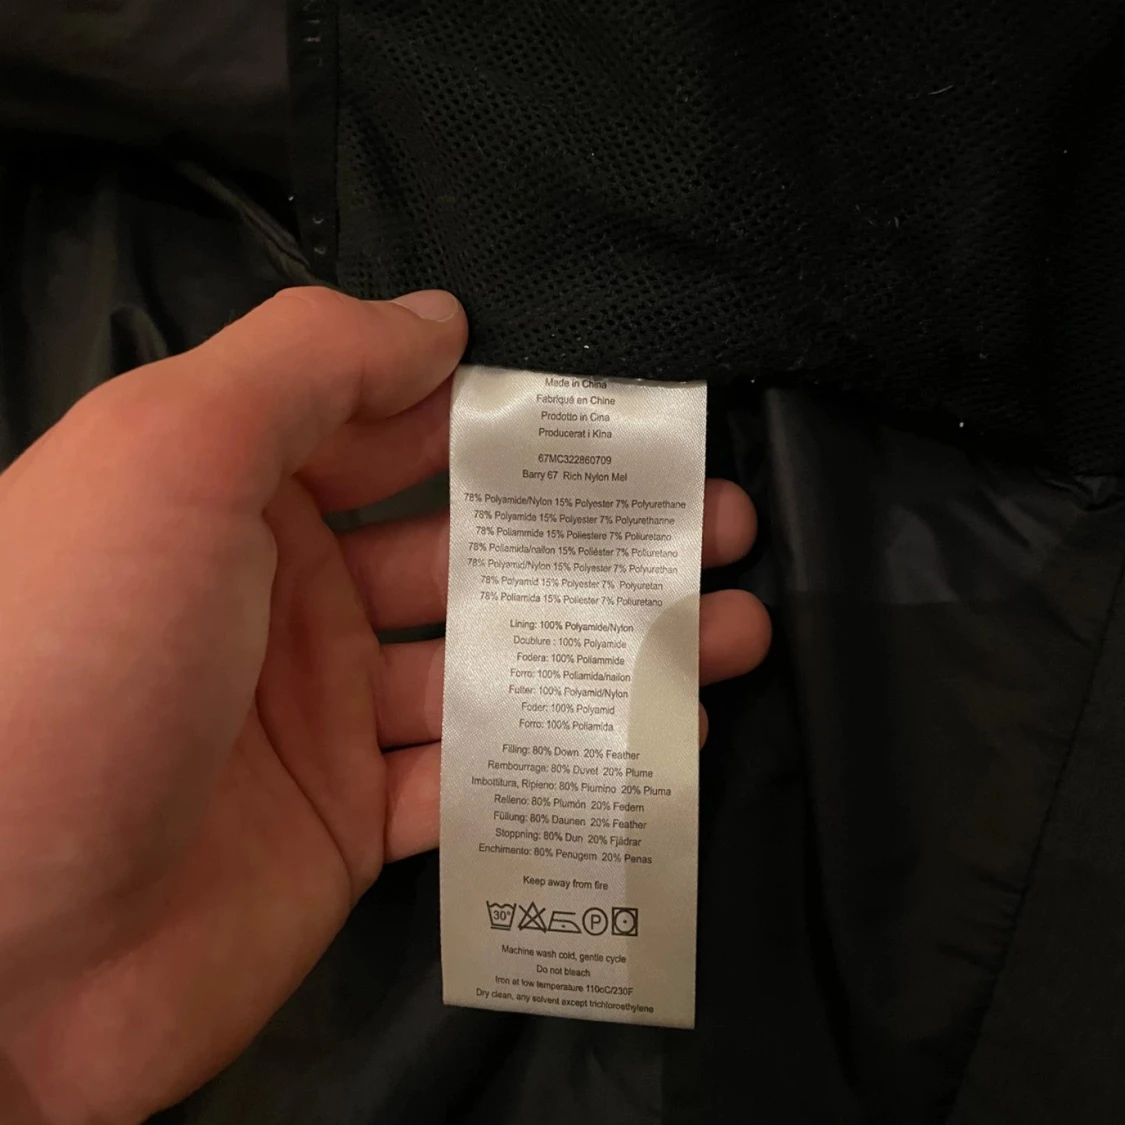 Made in China
Fabriqué en Chine
Prodotto in Cina
Producerat i Kina
67MC322860709
Barry 67 Rich Nylon Mel
78% Polyamide/Nylon 15% Polyester 7% Polyurethane
78% Polyamide 15% Polyester 7% Polyurethanne
78% Poliammide 15% Poliestere 7% Poliuretano
78% Poliamida/nailon 15% Poliéster 7% Poliuretano
78% Polyamid/Nylon 15% Polyester 7% Polyurethan
78% Polyamid 15% Polyester 7% Polyuretan
78% Poliamida 15% Poliester 7% Poliuretano
Lining: 100% Polyamide/Nylon
Doublure : 100% Polyamide
Fodera: 100% Poliammide
Forro: 100% Poliamida/nailon
Futter: 100% Polyamid/Nylon
Foder: 100% Polyamid
Forro: 100% Poliamida
Filling: 80% Down 20% Feather
Rembourrage: 80% Duvet 20% Plume
Imbottitura, Ripieno: 80% Piumino 20% Piuma
Relleno: 80% Plumón 20% Federn
Füllung: 80% Daunen 20% Feather
Stoppning: 80% Dun 20% Fjädrar
Enchimento: 80% Penugem 20% Penas
Keep away from fire
30° P
Machine wash cold, gentle cycle
Do not bleach
Iron at low temperature 110oC/230F
Dry clean, any solvent except trichloroethylene